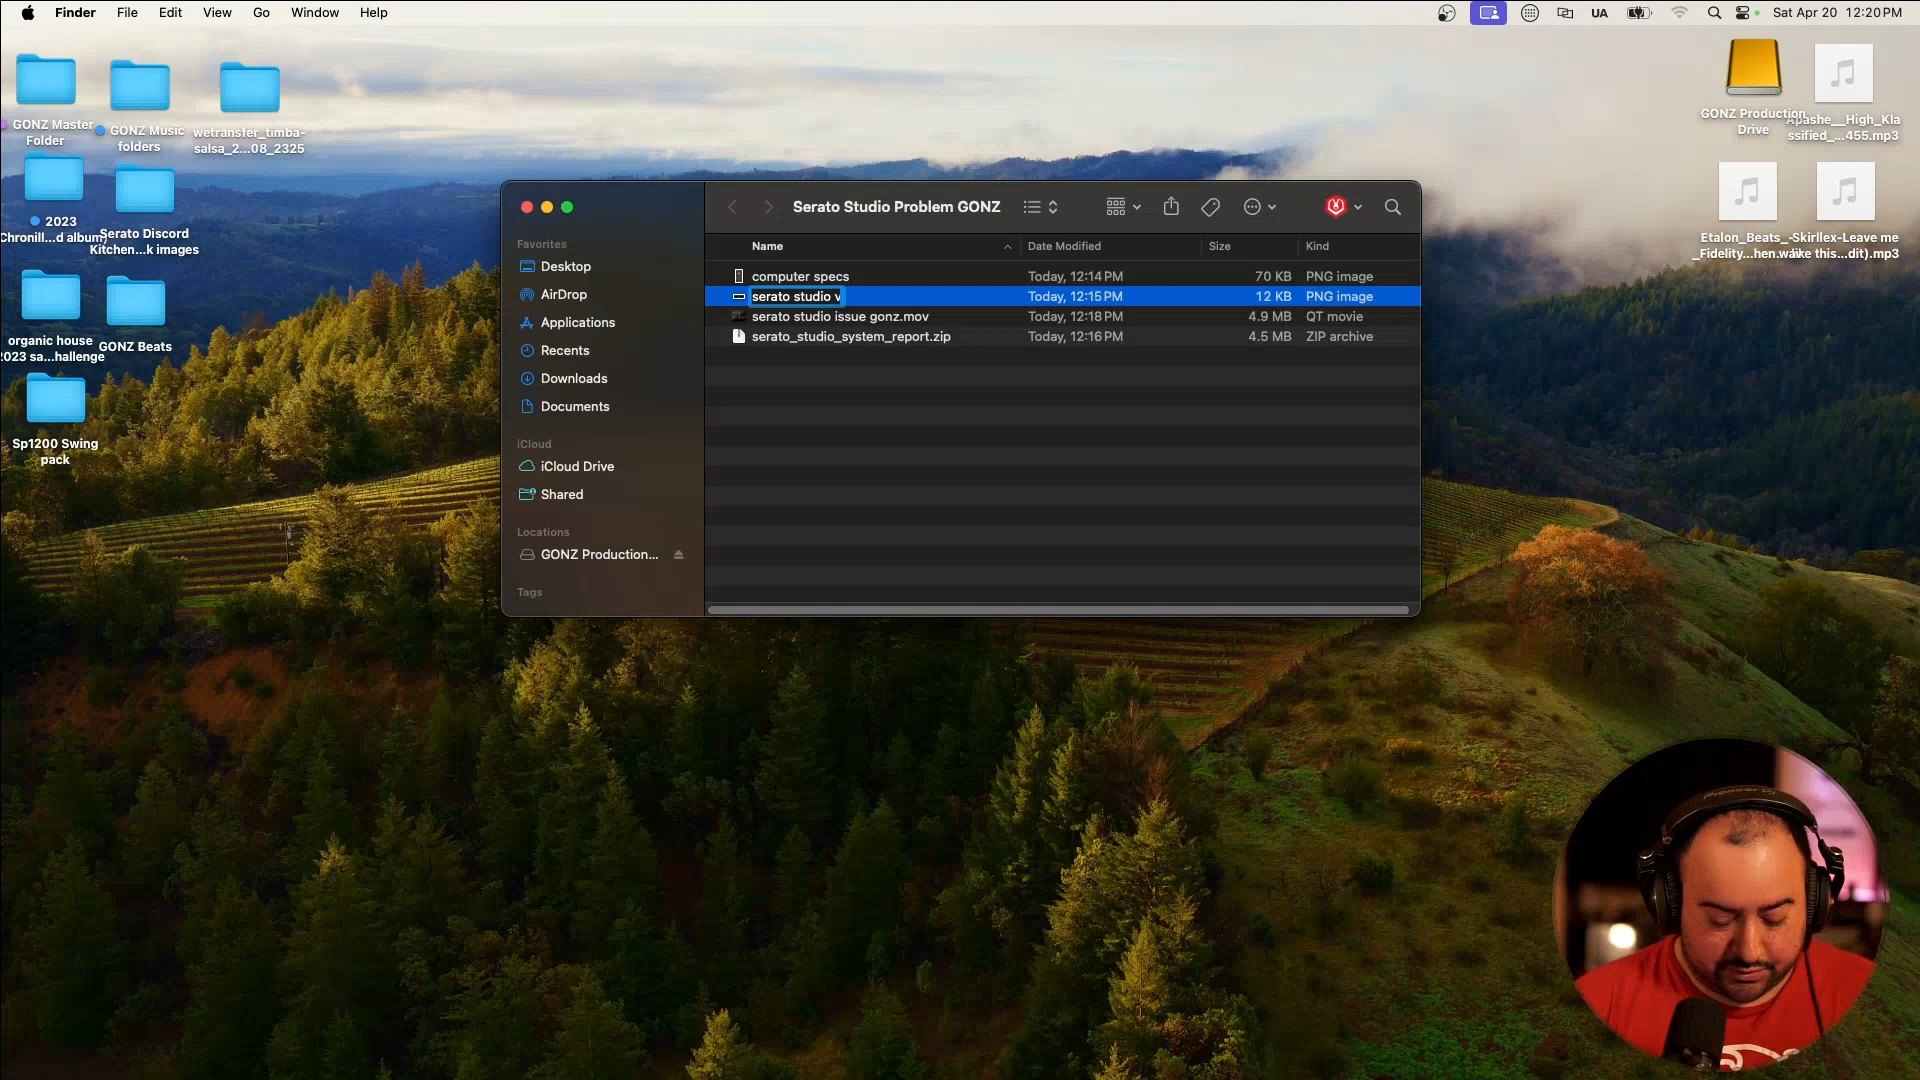 Finder File Edit View Go Window Help
UA
Sat Apr 20 12:20 PM
GONZ Master
Folder
GONZ Music
folders
wetransfer_timba-
salsa_2...08_2325
2023
Chronill...d album
Serato Discord
Kitchen...k images
organic house
2023 sa...hallenge
GONZ Beats
Sp1200 Swing
pack
GONZ Production
Drive
Apashe__High_Kla
ssified_...455.mp3
Etalon_Beats_-
_Fidelity...hen.wav
Skirllex-Leave me
like this...dit).mp3
Serato Studio Problem GONZ
Favorites
Desktop
AirDrop
Applications
Recents
Downloads
Documents
iCloud
iCloud Drive
Shared
Locations
GONZ Production...
Tags
Name Date Modified Size Kind
computer specs Today, 12:14 PM 70 KB PNG image
serato studio v Today, 12:15 PM 12 KB PNG image
serato studio issue gonz.mov Today, 12:18 PM 4.9 MB QT movie
serato_studio_system_report.zip Today, 12:16 PM 4.5 MB ZIP archive
Pioneer DJ